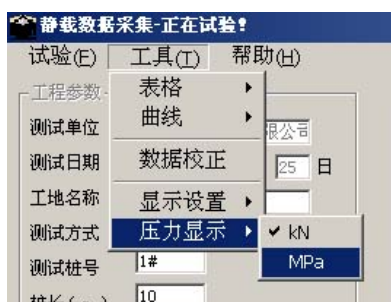 静载数据采集-正在试验!
试验(E) 工具(T) 帮助(H)
工程参数 表格
测试单位 曲线 限公司
测试日期 数据校正 25 日
工地名称 显示设置
测试方式 压力显示 ✓ kN
测试桩号 1# MPa
桩长 10